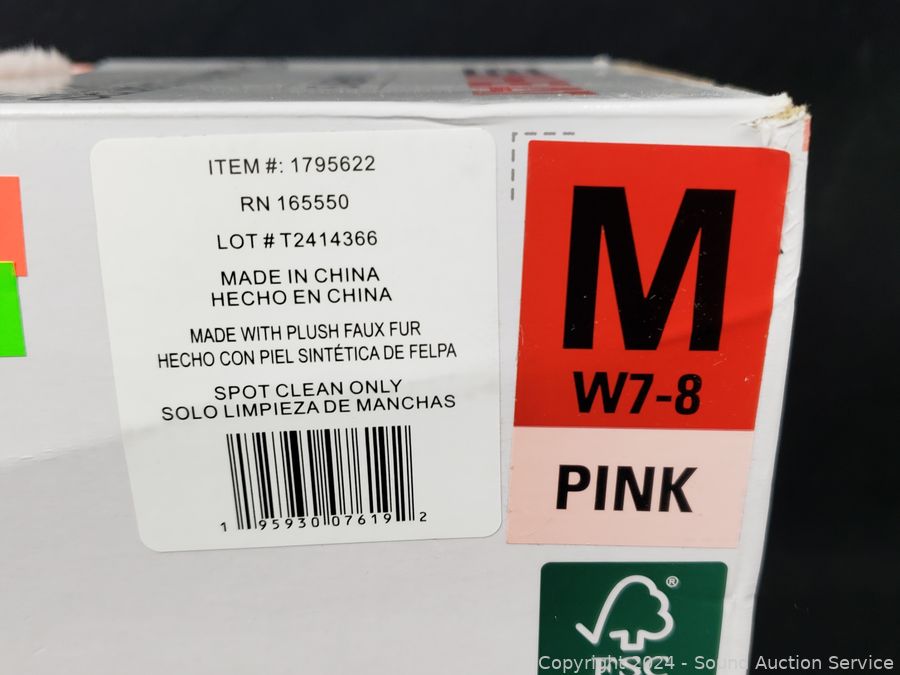 ITEM #: 1795622
RN 165550
LOT # T2414366
MADE IN CHINA
HECHO EN CHINA
MADE WITH PLUSH FAUX FUR
HECHO CON PIEL SINTÉTICA DE FELPA
SPOT CLEAN ONLY
SOLO LIMPIEZA DE MANCHAS
1 95930 07619 2
M
W7-8
PINK
®
FSC
Copyright 2024 - Sound Auction Service